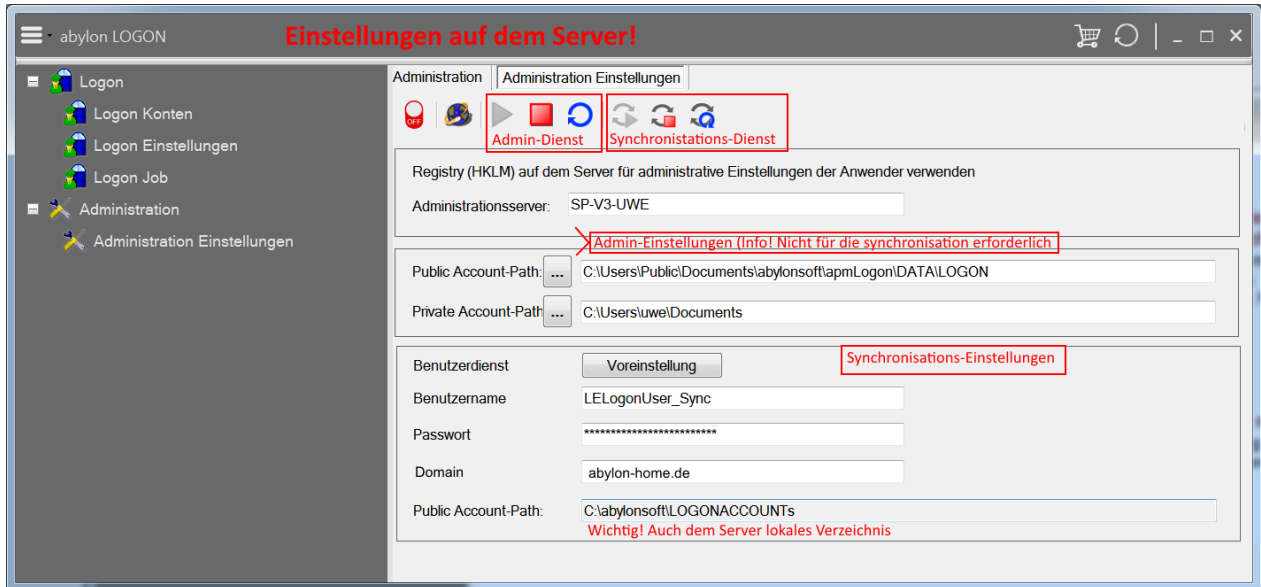 abylon LOGON
Einstellungen auf dem Server!
Logon
Logon Konten
Logon Einstellungen
Logon Job
Administration
Administration Einstellungen
Administration
Administration Einstellungen
OFF
Admin-Dienst
Synchronistations-Dienst
Registry (HKLM) auf dem Server für administrative Einstellungen der Anwender verwenden
Administrationsserver: SP-V3-UWE
Admin-Einstellungen (Info! Nicht für die synchronisation erforderlich
Public Account-Path: ... C:\Users\Public\Documents\abylonsoft\apmLogon\DATA\LOGON
Private Account-Path ... C:\Users\uwe\Documents
Synchronisations-Einstellungen
Benutzerdienst Voreinstellung
Benutzername LELogonUser_Sync
Passwort *************************
Domain abylon-home.de
Public Account-Path: C:\abylonsoft\LOGONACCOUNTs
Wichtig! Auch dem Server lokales Verzeichnis